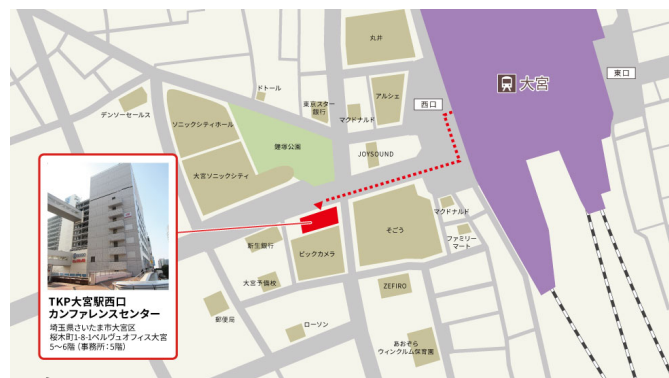 丸井
大宮
東口
ドトール
デンソーセールス
東京スター
銀行
アルシェ
西口
マクドナルド
ソニックシティホール
鐘塚公園
JOYSOUND
大宮ソニックシティ
マクドナルド
そごう
ファミリー
マート
新生銀行
ビックカメラ
大宮予備校
ZEFIRO
郵便局
ローソン
あおぞら
ウィンクルム保育園
TKP大宮駅西口
カンファレンスセンター
埼玉県さいたま市大宮区
桜木町1-8-1ベルヴュオフィス大宮
5〜6階 (事務所:5階)